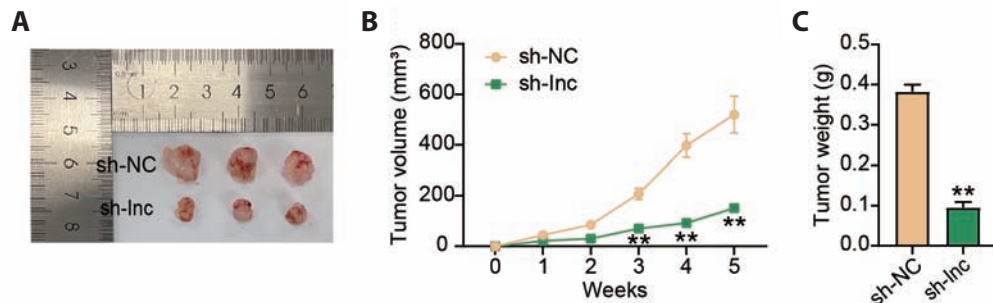 A
3
4
5
6
7
8
1 2 3 4 5 6
sh-NC
sh-lnc
B
Tumor volume (mm³)
800
600
400
200
0
sh-NC
sh-lnc
**
**
**
0 1 2 3 4 5
Weeks
C
Tumor weight (g)
0.5
0.4
0.3
0.2
0.1
0.0
**
sh-NC
sh-lnc